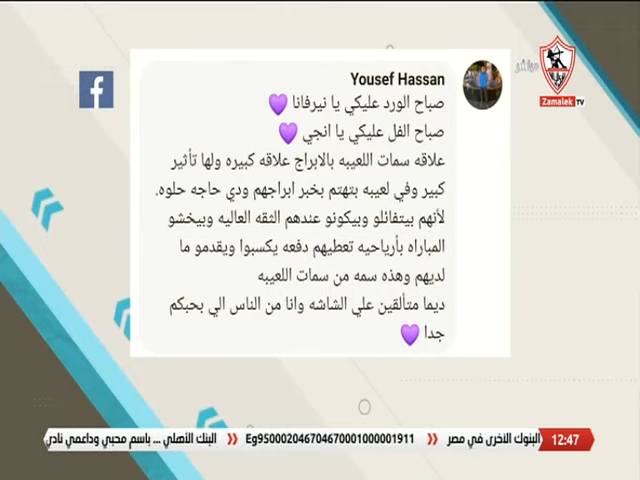 مباشر
Zamalek TV
Yousef Hassan
صباح الورد عليكي يا نيرفانا 💜
صباح الفل عليكي يا انجي 💜
علاقه سمات اللعيبه بالابراج علاقه كبيره ولها تأثير
كبير وفي لعيبه بتهتم بخبر ابراجهم ودي حاجه حلوه.
لأنهم بيتفائلو وبيكونو عندهم الثقه العاليه وبيخشو
المباراه بأرياحيه تعطيهم دفعه يكسبوا ويقدمو ما
لديهم وهذه سمه من سمات اللعيبه
ديما متألقين علي الشاشه وانا من الناس الي بحبكم
جدا 💜
12:47 البنوك الأخرى في مصر Eg950002046704670001000001911 البنك الأهلي ... باسم محبي وداعمي نادي